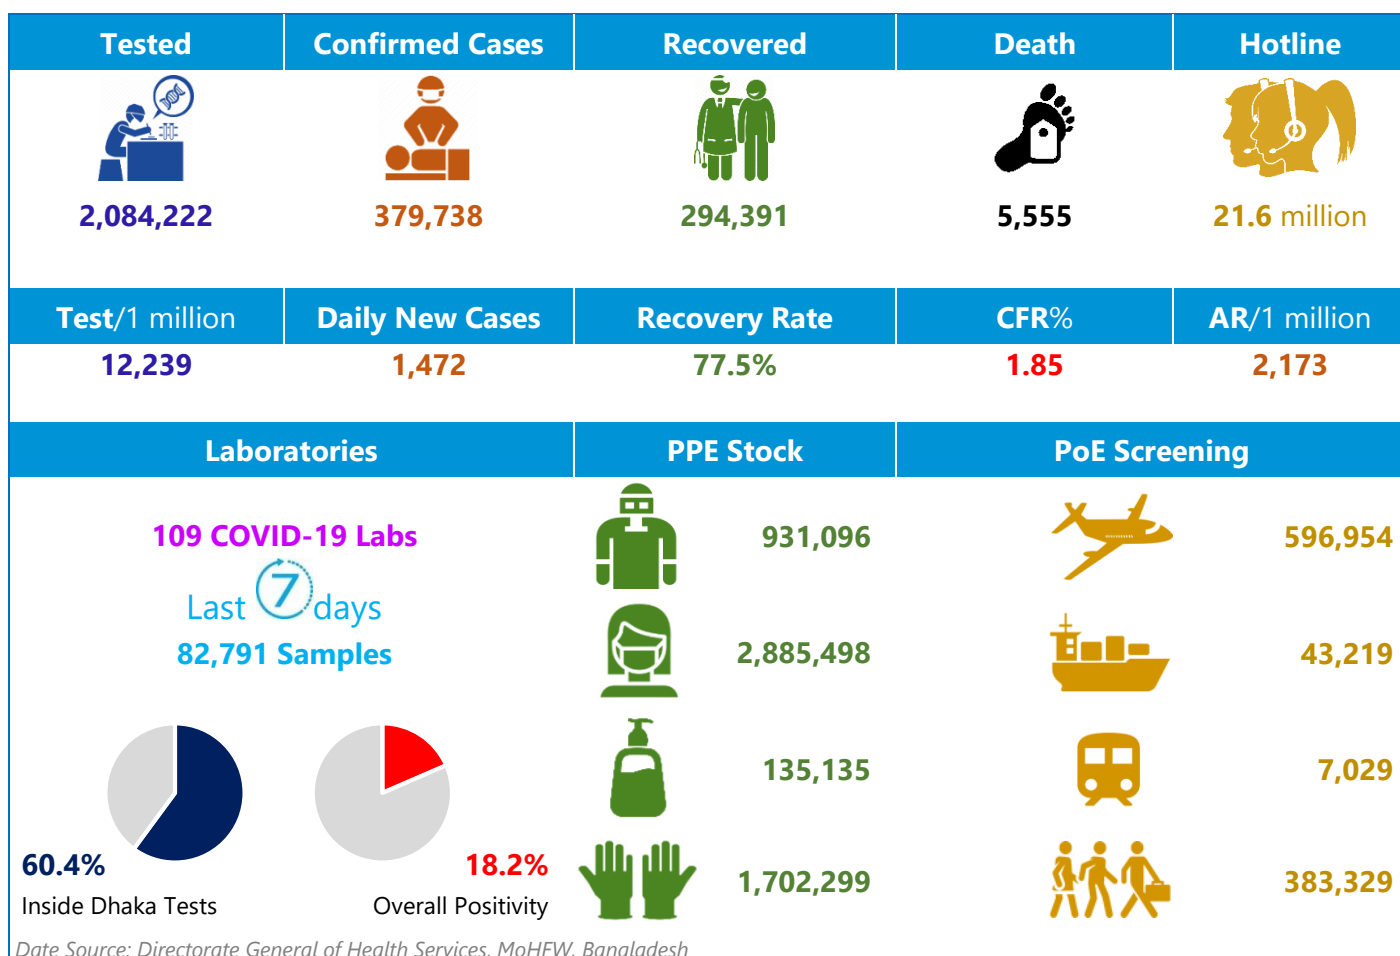 Tested Confirmed Cases Recovered Death Hotline
2,084,222 379,738 294,391 5,555 21.6 million
Test/1 million Daily New Cases Recovery Rate CFR% AR/1 million
12,239 1,472 77.5% 1.85 2,173
Laboratories PPE Stock PoE Screening
109 COVID-19 Labs 931,096 596,954
Last 7 days
82,791 Samples 2,885,498 43,219
135,135 7,029
60.4% 18.2% 1,702,299 383,329
Inside Dhaka Tests Overall Positivity
Date Source: Directorate General of Health Services, MoHFW, Bangladesh